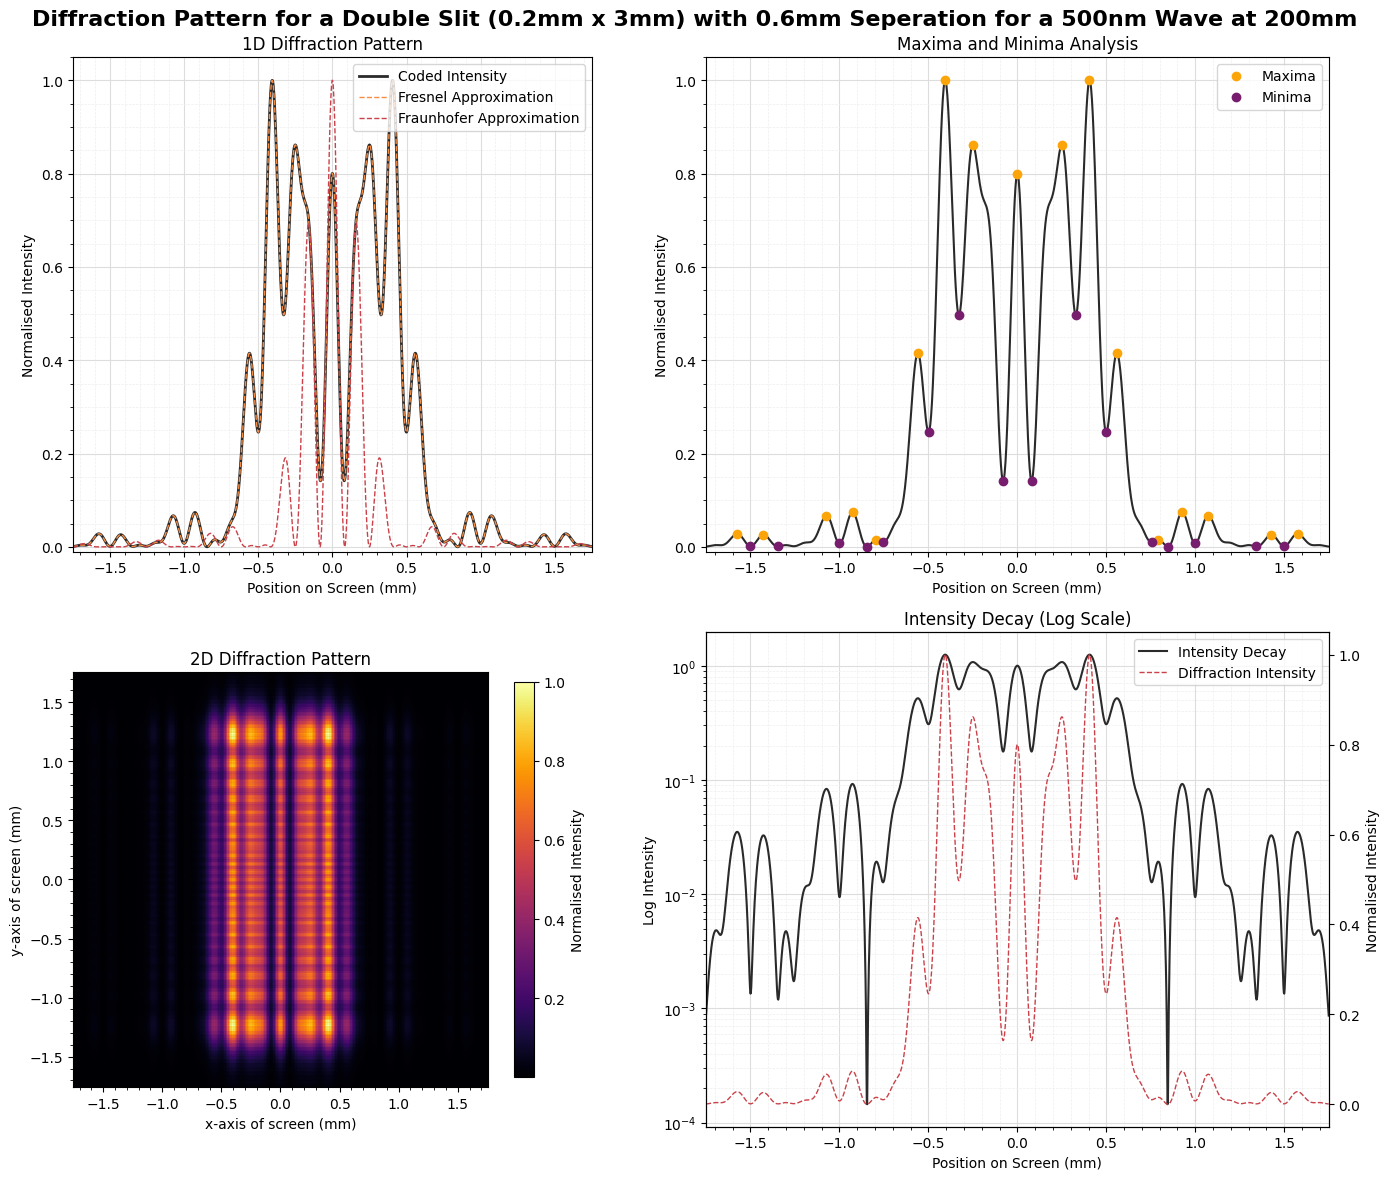 Diffraction Pattern for a Double Slit (0.2mm x 3mm) with 0.6mm Seperation for a 500nm Wave at 200mm
1D Diffraction Pattern
Coded Intensity
Fresnel Approximation
Fraunhofer Approximation
1.0
0.8
0.6
0.4
0.2
0.0
Normalised Intensity
−1.5 −1.0 −0.5 0.0 0.5 1.0 1.5
Position on Screen (mm)
Maxima and Minima Analysis
Maxima
Minima
1.0
0.8
0.6
0.4
0.2
0.0
Normalised Intensity
−1.5 −1.0 −0.5 0.0 0.5 1.0 1.5
Position on Screen (mm)
2D Diffraction Pattern
1.5
1.0
0.5
0.0
−0.5
−1.0
−1.5
y-axis of screen (mm)
−1.5 −1.0 −0.5 0.0 0.5 1.0 1.5
x-axis of screen (mm)
1.0
0.8
0.6
0.4
0.2
Normalised Intensity
Intensity Decay (Log Scale)
Intensity Decay
Diffraction Intensity
10⁰
10⁻¹
10⁻²
10⁻³
10⁻⁴
Log Intensity
1.0
0.8
0.6
0.4
0.2
0.0
Normalised Intensity
−1.5 −1.0 −0.5 0.0 0.5 1.0 1.5
Position on Screen (mm)